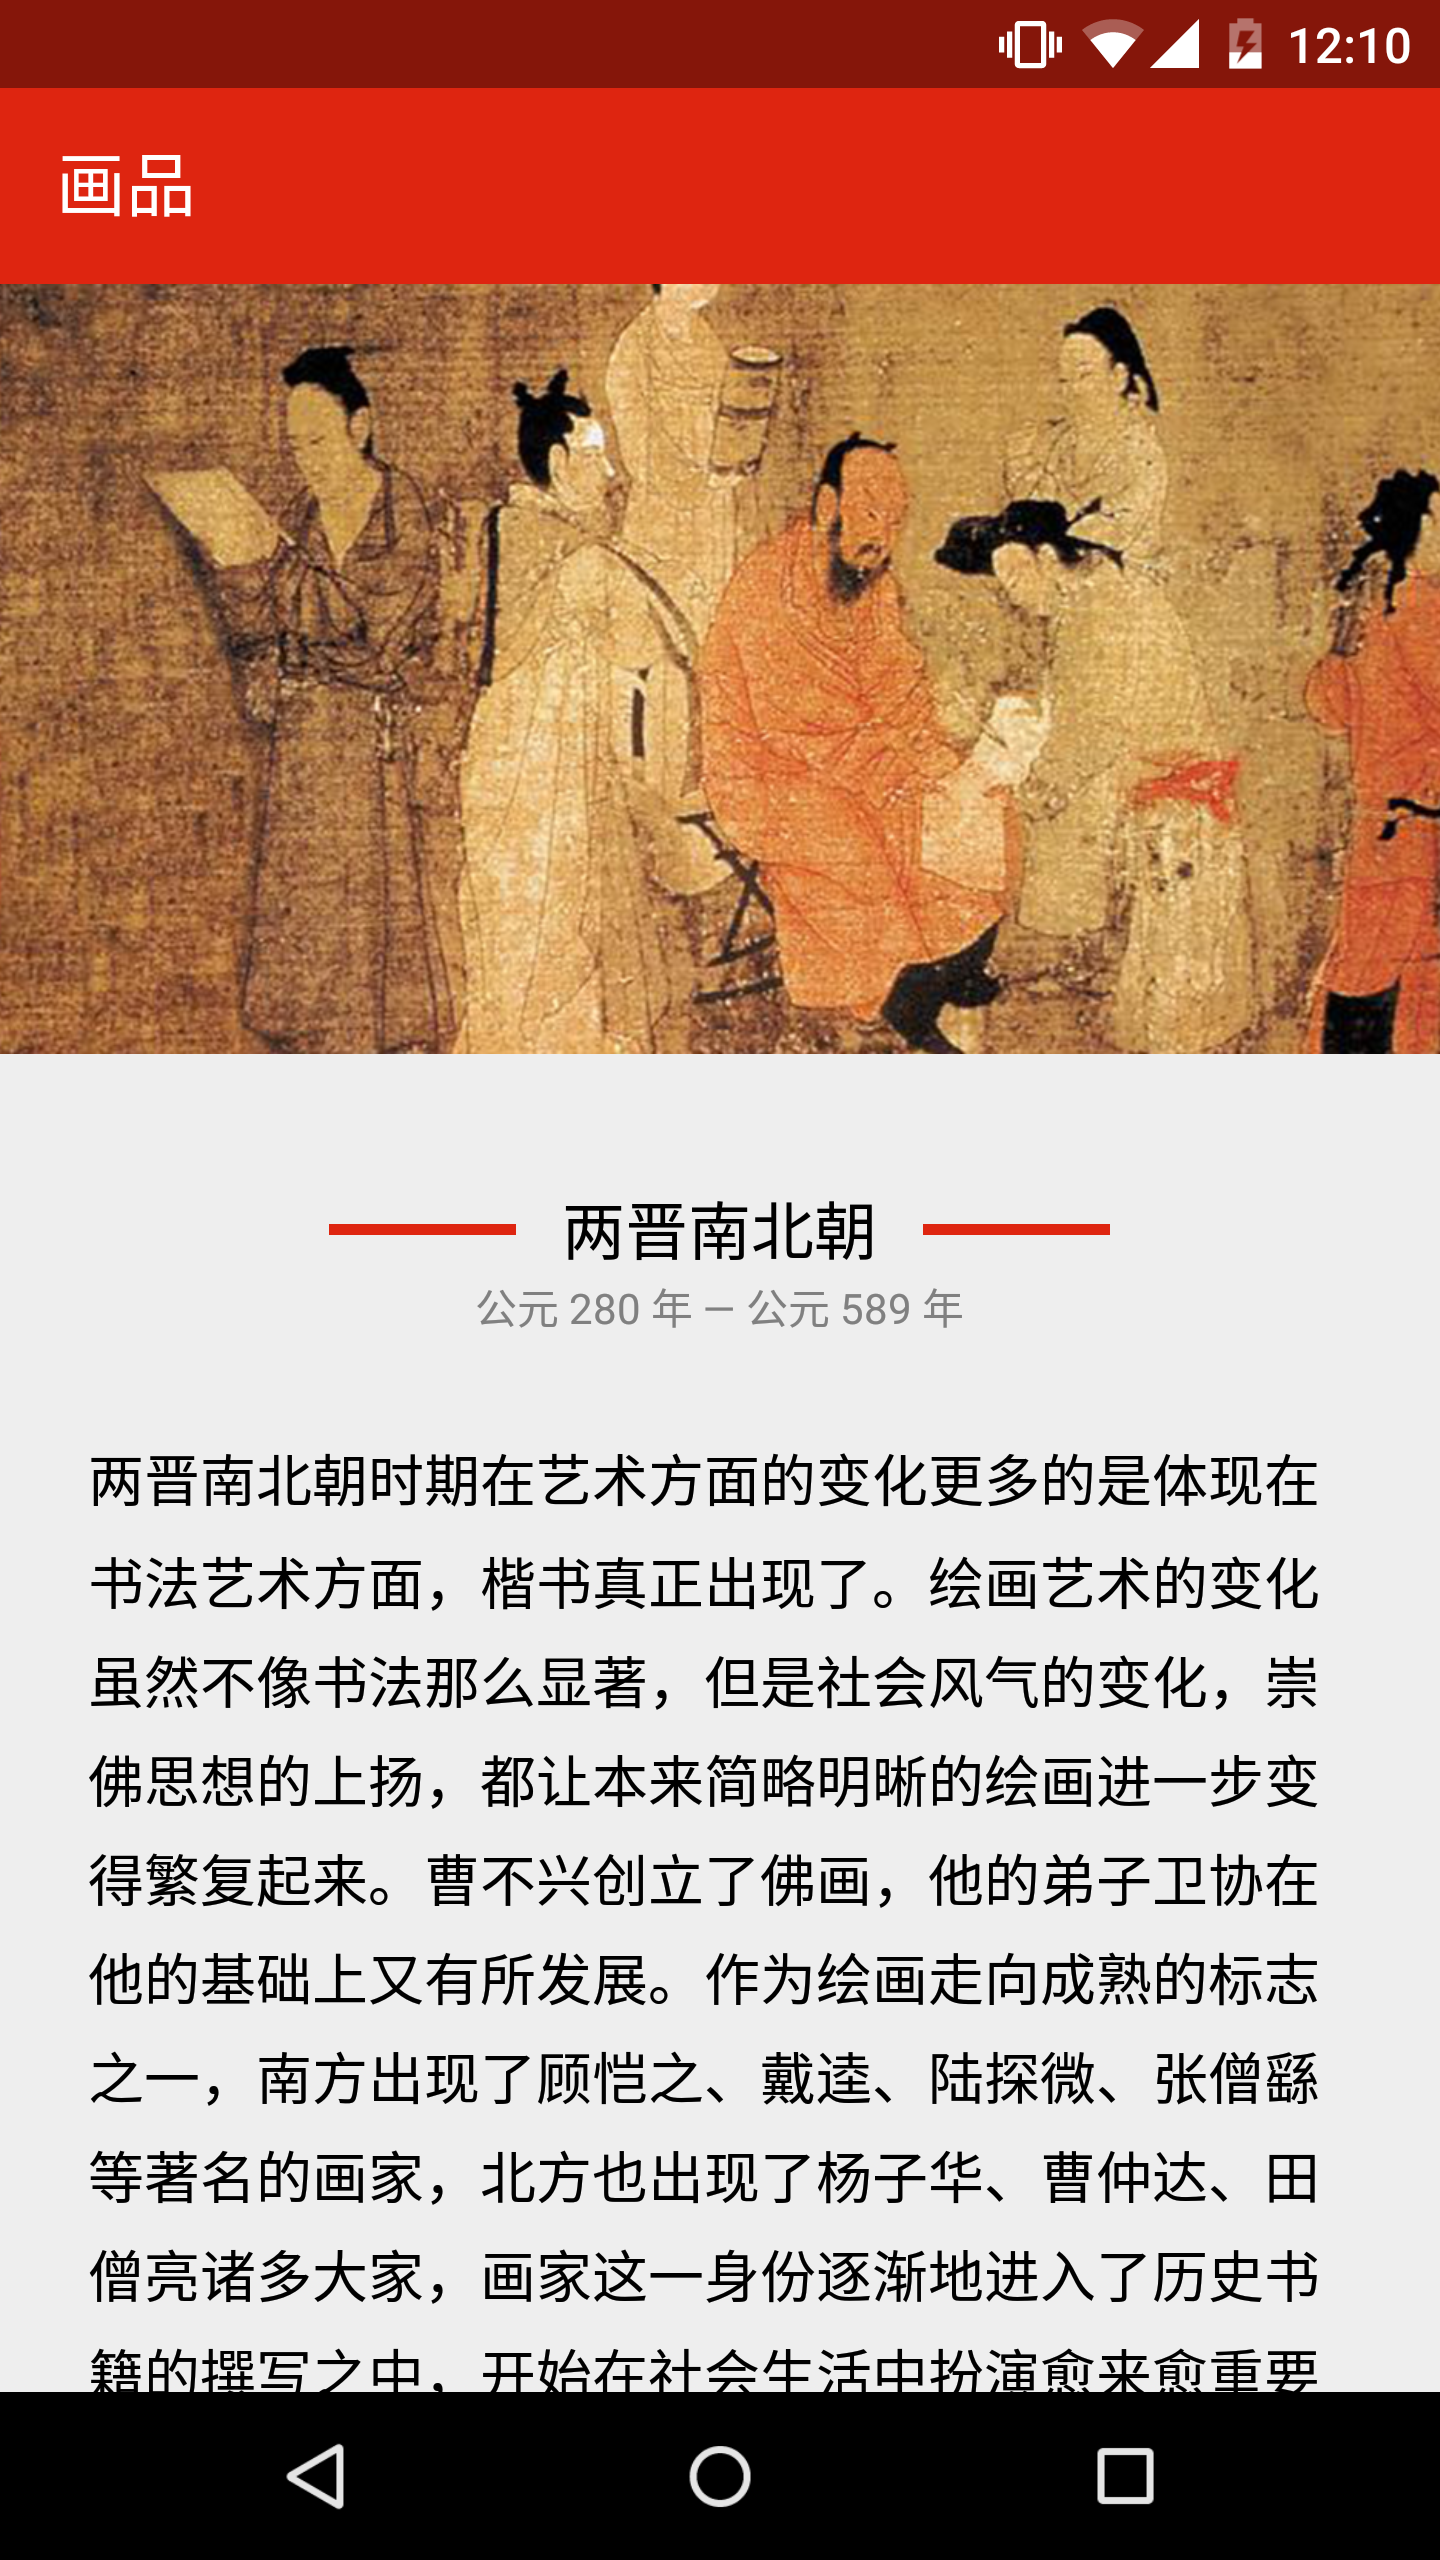 12:10
画品
两晋南北朝
公元 280 年 — 公元 589 年
两晋南北朝时期在艺术方面的变化更多的是体现在
书法艺术方面，楷书真正出现了。绘画艺术的变化
虽然不像书法那么显著，但是社会风气的变化，崇
佛思想的上扬，都让本来简略明晰的绘画进一步变
得繁复起来。曹不兴创立了佛画，他的弟子卫协在
他的基础上又有所发展。作为绘画走向成熟的标志
之一，南方出现了顾恺之、戴逵、陆探微、张僧繇
等著名的画家，北方也出现了杨子华、曹仲达、田
僧亮诸多大家，画家这一身份逐渐地进入了历史书
籍的撰写之中，开始在社会生活中扮演愈来愈重要